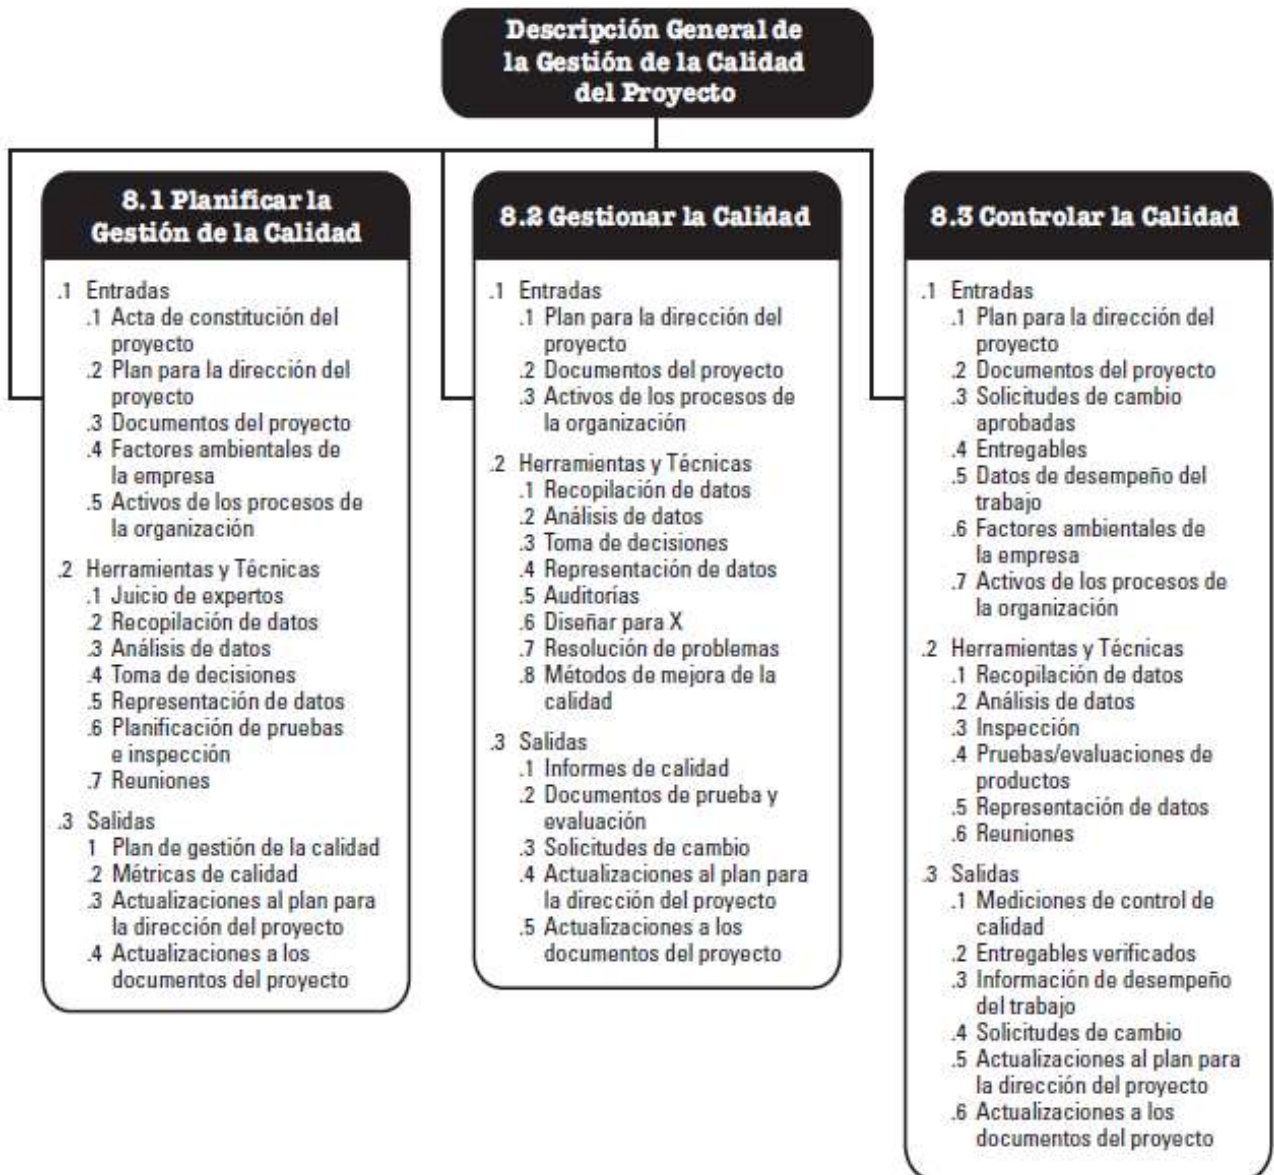 Descripción General de
la Gestión de la Calidad
del Proyecto
8.1 Planificar la
Gestión de la Calidad
.1 Entradas
.1 Acta de constitución del
proyecto
.2 Plan para la dirección del
proyecto
.3 Documentos del proyecto
.4 Factores ambientales de
la empresa
.5 Activos de los procesos de
la organización
.2 Herramientas y Técnicas
.1 Juicio de expertos
.2 Recopilación de datos
.3 Análisis de datos
.4 Toma de decisiones
.5 Representación de datos
.6 Planificación de pruebas
e inspección
.7 Reuniones
.3 Salidas
1 Plan de gestión de la calidad
.2 Métricas de calidad
.3 Actualizaciones al plan para
la dirección del proyecto
.4 Actualizaciones a los
documentos del proyecto
8.2 Gestionar la Calidad
.1 Entradas
.1 Plan para la dirección del
proyecto
.2 Documentos del proyecto
.3 Activos de los procesos de
la organización
.2 Herramientas y Técnicas
.1 Recopilación de datos
.2 Análisis de datos
.3 Toma de decisiones
.4 Representación de datos
.5 Auditorías
.6 Diseñar para X
.7 Resolución de problemas
.8 Métodos de mejora de la
calidad
.3 Salidas
.1 Informes de calidad
.2 Documentos de prueba y
evaluación
.3 Solicitudes de cambio
.4 Actualizaciones al plan para
la dirección del proyecto
.5 Actualizaciones a los
documentos del proyecto
8.3 Controlar la Calidad
.1 Entradas
.1 Plan para la dirección del
proyecto
.2 Documentos del proyecto
.3 Solicitudes de cambio
aprobadas
.4 Entregables
.5 Datos de desempeño del
trabajo
.6 Factores ambientales de
la empresa
.7 Activos de los procesos de
la organización
.2 Herramientas y Técnicas
.1 Recopilación de datos
.2 Análisis de datos
.3 Inspección
.4 Pruebas/evaluaciones de
productos
.5 Representación de datos
.6 Reuniones
.3 Salidas
.1 Mediciones de control de
calidad
.2 Entregables verificados
.3 Información de desempeño
del trabajo
.4 Solicitudes de cambio
.5 Actualizaciones al plan para
la dirección del proyecto
.6 Actualizaciones a los
documentos del proyecto